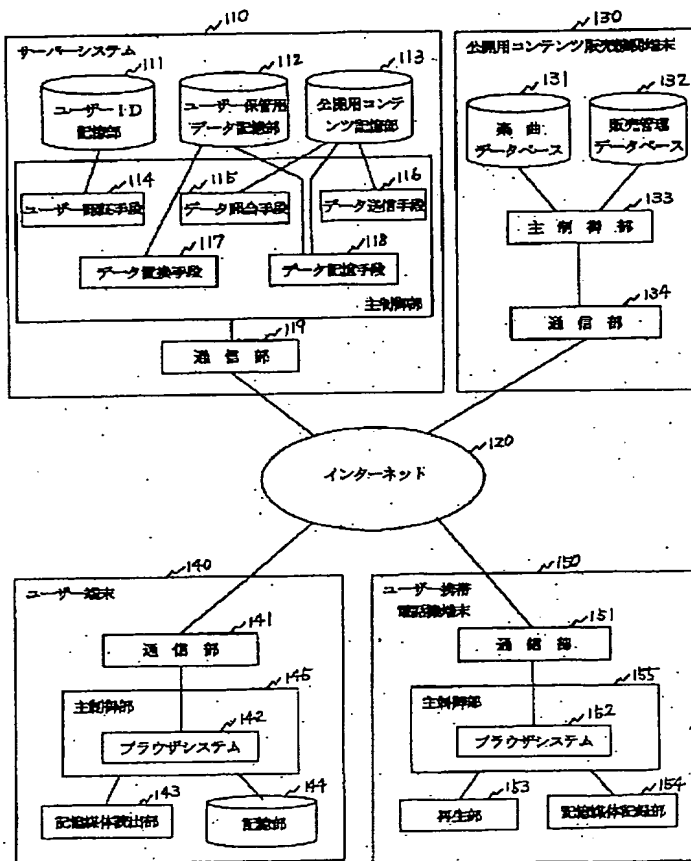 110
サーバーシステム
111
ユーザーID
記憶部
112
ユーザー保管用
データ記憶部
113
公開用コンテ
ンツ記憶部
114
ユーザー認証手段
115
データ照合手段
116
データ送信手段
117
データ置換手段
118
データ記憶手段
主制御部
119
通信部
130
公開用コンテンツ販売
端末
131
楽曲
データベース
132
販売管理
データベース
133
主制御部
134
通信部
120
インターネット
140
ユーザー端末
141
通信部
145
主制御部
142
ブラウザシステム
143
記憶媒体読出部
144
記憶部
150
ユーザー携帯
電話機端末
151
通信部
155
主制御部
152
ブラウザシステム
153
再生部
154
記憶媒体記録部